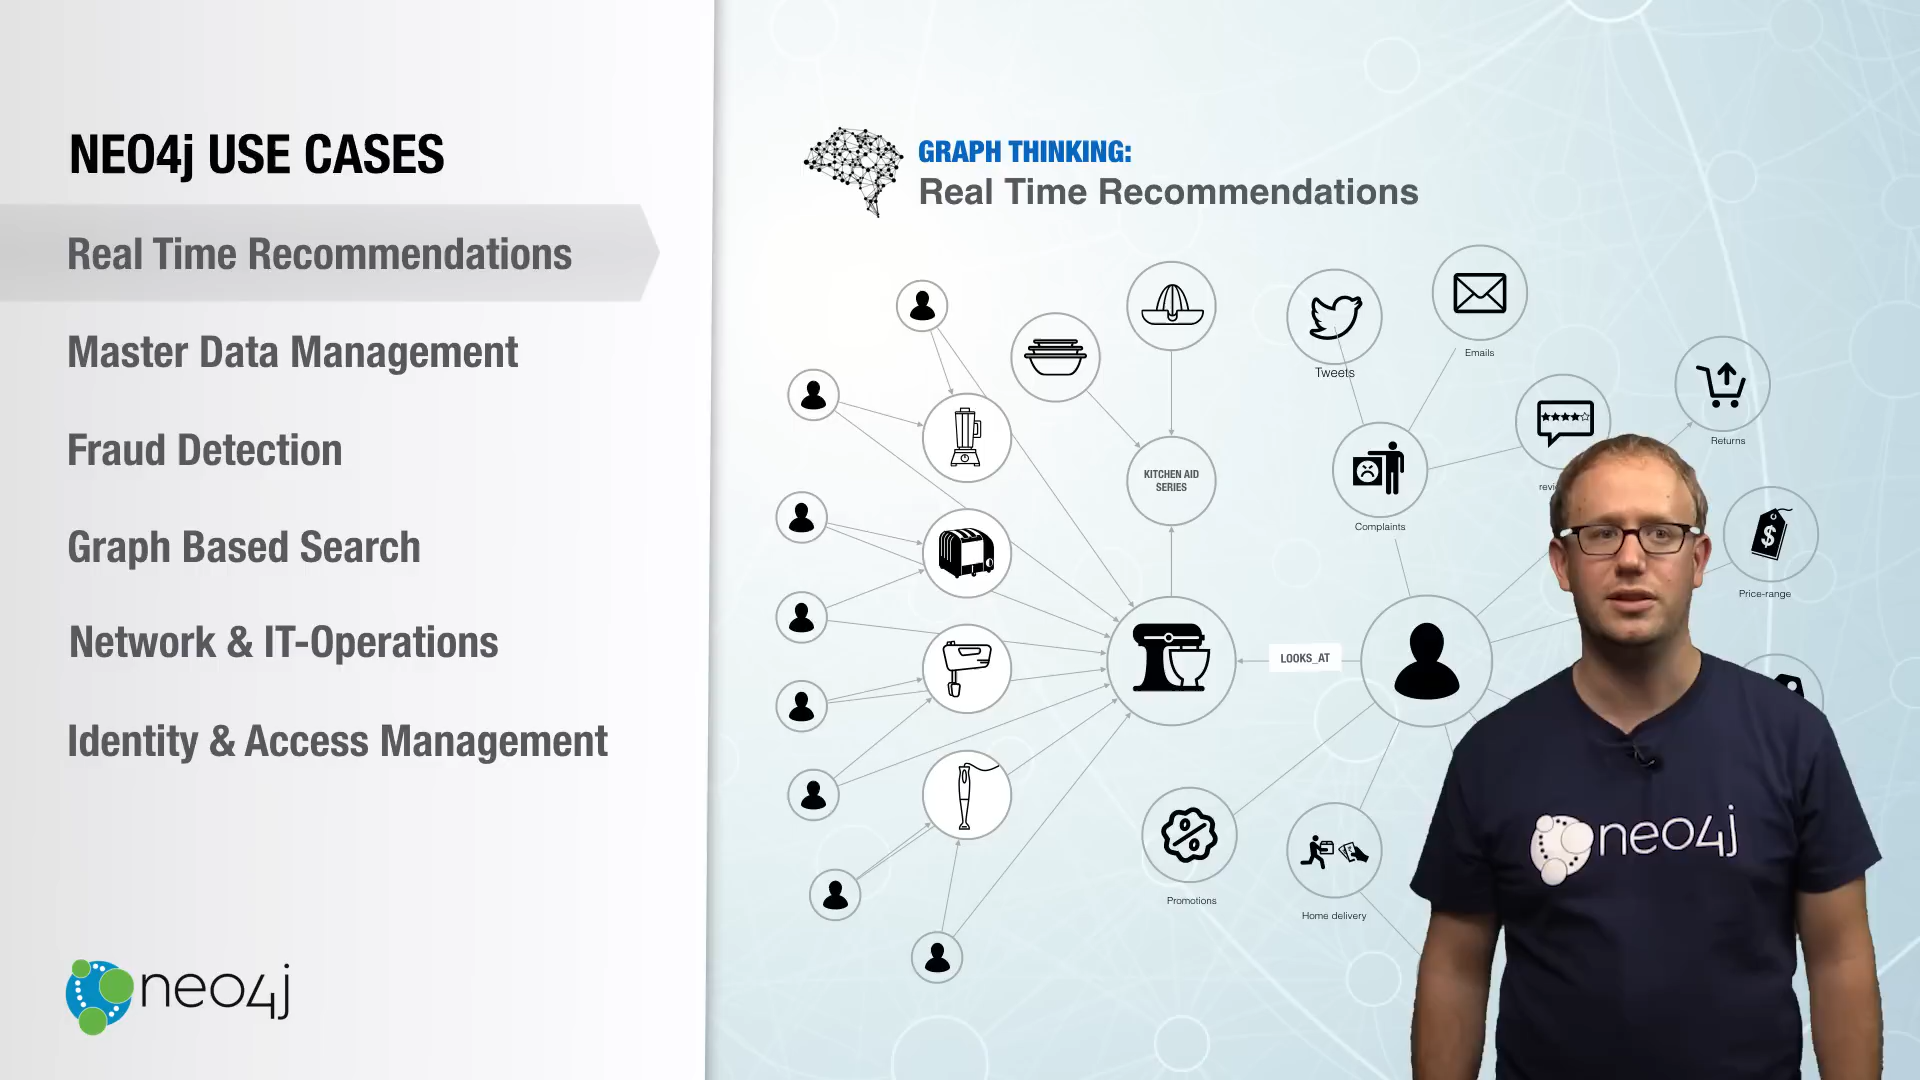 NEO4j USE CASES
Real Time Recommendations
Master Data Management
Fraud Detection
Graph Based Search
Network & IT-Operations
Identity & Access Management
neo4j
GRAPH THINKING:
Real Time Recommendations
Tweets
Emails
Returns
KITCHEN AID
SERIES
Complaints
Price-range
LOOKS_AT
Promotions
Home delivery
neo4j